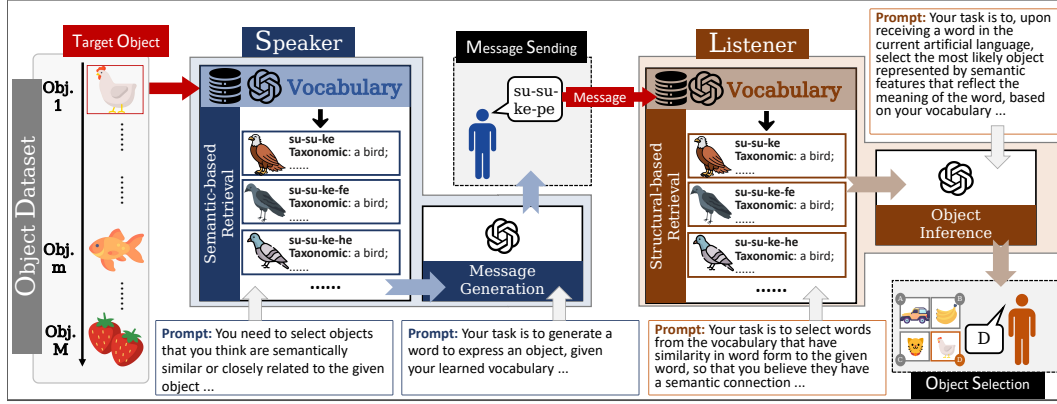 Object Dataset
Target Object
Obj.
1
Obj.
m
Obj.
M
Speaker
Vocabulary
Semantic-based
Retrieval
su-su-ke
Taxonomic: a bird;
......
su-su-ke-fe
Taxonomic: a bird;
......
su-su-ke-he
Taxonomic: a bird;
......
......
Prompt: You need to select objects
that you think are semantically
similar or closely related to the given
object ...
Message
Generation
Prompt: Your task is to generate a
word to express an object, given
your learned vocabulary ...
Message Sending
su-su-
ke-pe
Message
Listener
Vocabulary
Structural-based
Retrieval
su-su-ke
Taxonomic: a bird;
......
su-su-ke-fe
Taxonomic: a bird;
......
su-su-ke-he
Taxonomic: a bird;
......
......
Prompt: Your task is to select words
from the vocabulary that have
similarity in word form to the given
word, so that you believe they have
a semantic connection ...
Prompt: Your task is to, upon
receiving a word in the
current artificial language,
select the most likely object
represented by semantic
features that reflect the
meaning of the word, based
on your vocabulary ...
Object
Inference
A
B
C
D
D
Object Selection